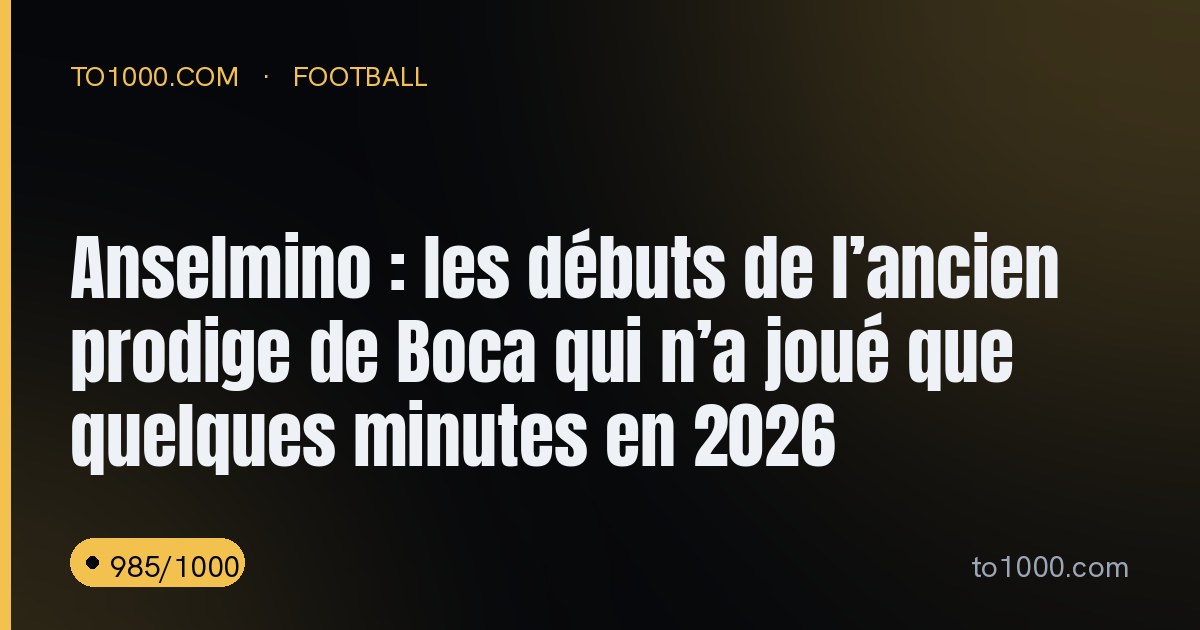 TO1000.COM · FOOTBALL
Anselmino : les débuts de l’ancien
prodige de Boca qui n’a joué que
quelques minutes en 2026
985/1000
to1000.com